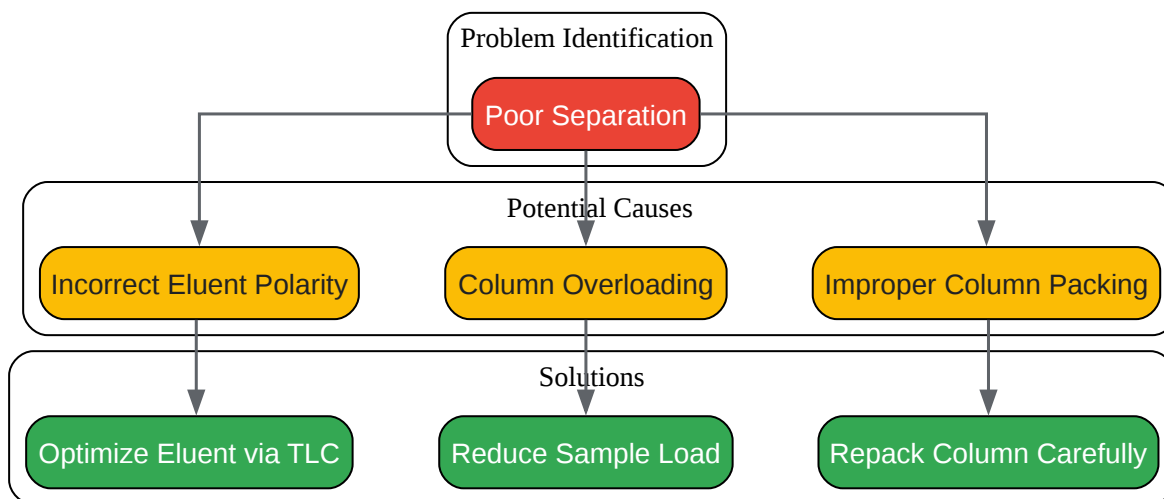 Problem Identification
Poor Separation
Potential Causes
Incorrect Eluent Polarity
Column Overloading
Improper Column Packing
Solutions
Optimize Eluent via TLC
Reduce Sample Load
Repack Column Carefully